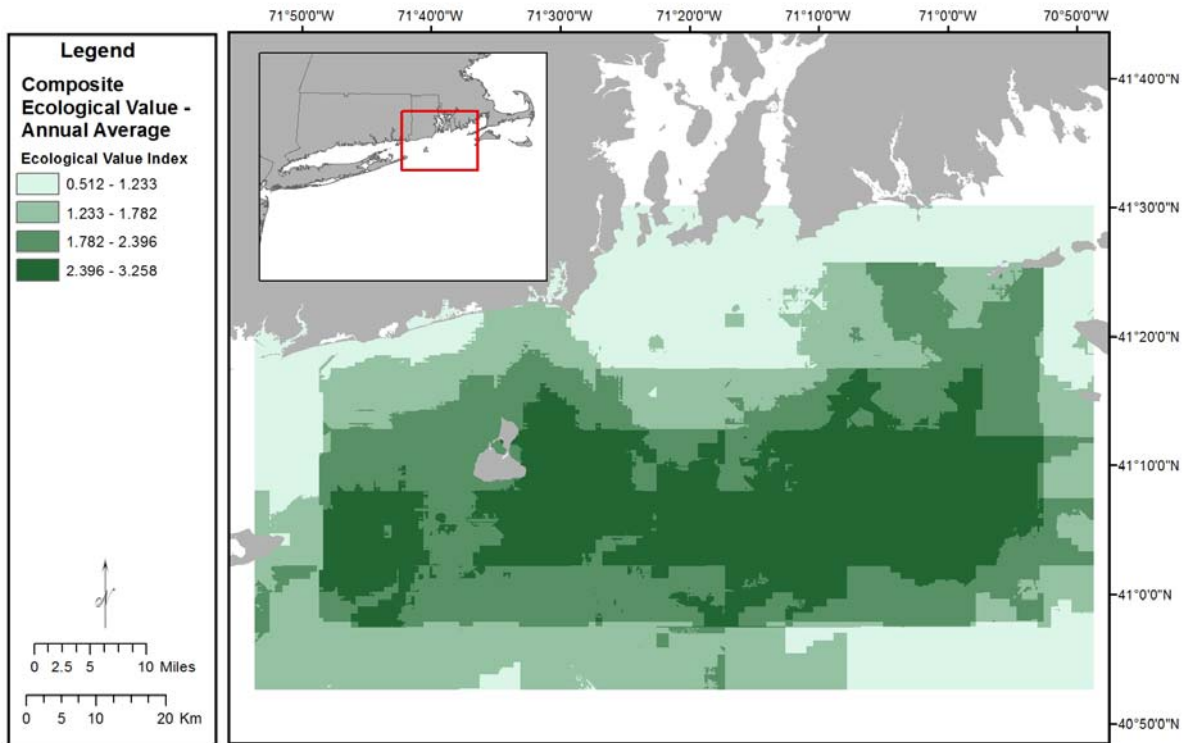 71°50'0"W 71°40'0"W 71°30'0"W 71°20'0"W 71°10'0"W 71°0'0"W 70°50'0"W
Legend
Composite
Ecological Value -
Annual Average
Ecological Value Index
0.512 - 1.233
1.233 - 1.782
1.782 - 2.396
2.396 - 3.258
N
0 2.5 5 10 Miles
0 5 10 20 Km
41°40'0"N
41°30'0"N
41°20'0"N
41°10'0"N
41°0'0"N
40°50'0"N